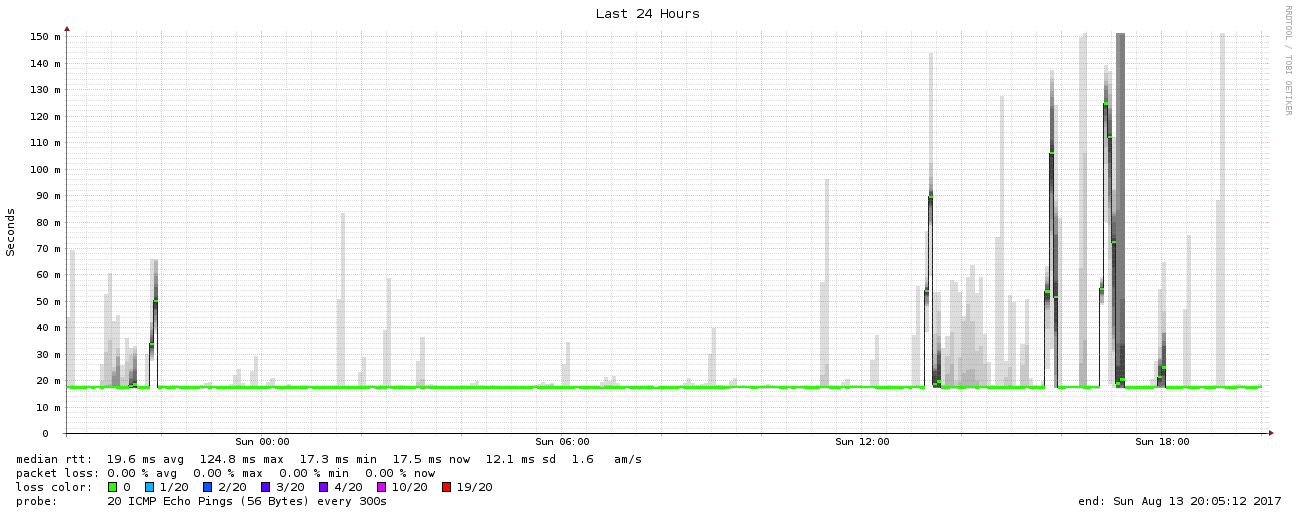 Last 24 Hours
RRDTOOL / TOBI OETIKER
150 m
140 m
130 m
120 m
110 m
100 m
90 m
80 m
70 m
60 m
50 m
40 m
30 m
20 m
10 m
0
Seconds
Sun 00:00 Sun 06:00 Sun 12:00 Sun 18:00
median rtt: 19.6 ms avg 124.8 ms max 17.3 ms min 17.5 ms now 12.1 ms sd 1.6 am/s
packet loss: 0.00 % avg 0.00 % max 0.00 % min 0.00 % now
loss color: 0 1/20 2/20 3/20 4/20 10/20 19/20
probe: 20 ICMP Echo Pings (56 Bytes) every 300s end: Sun Aug 13 20:05:12 2017